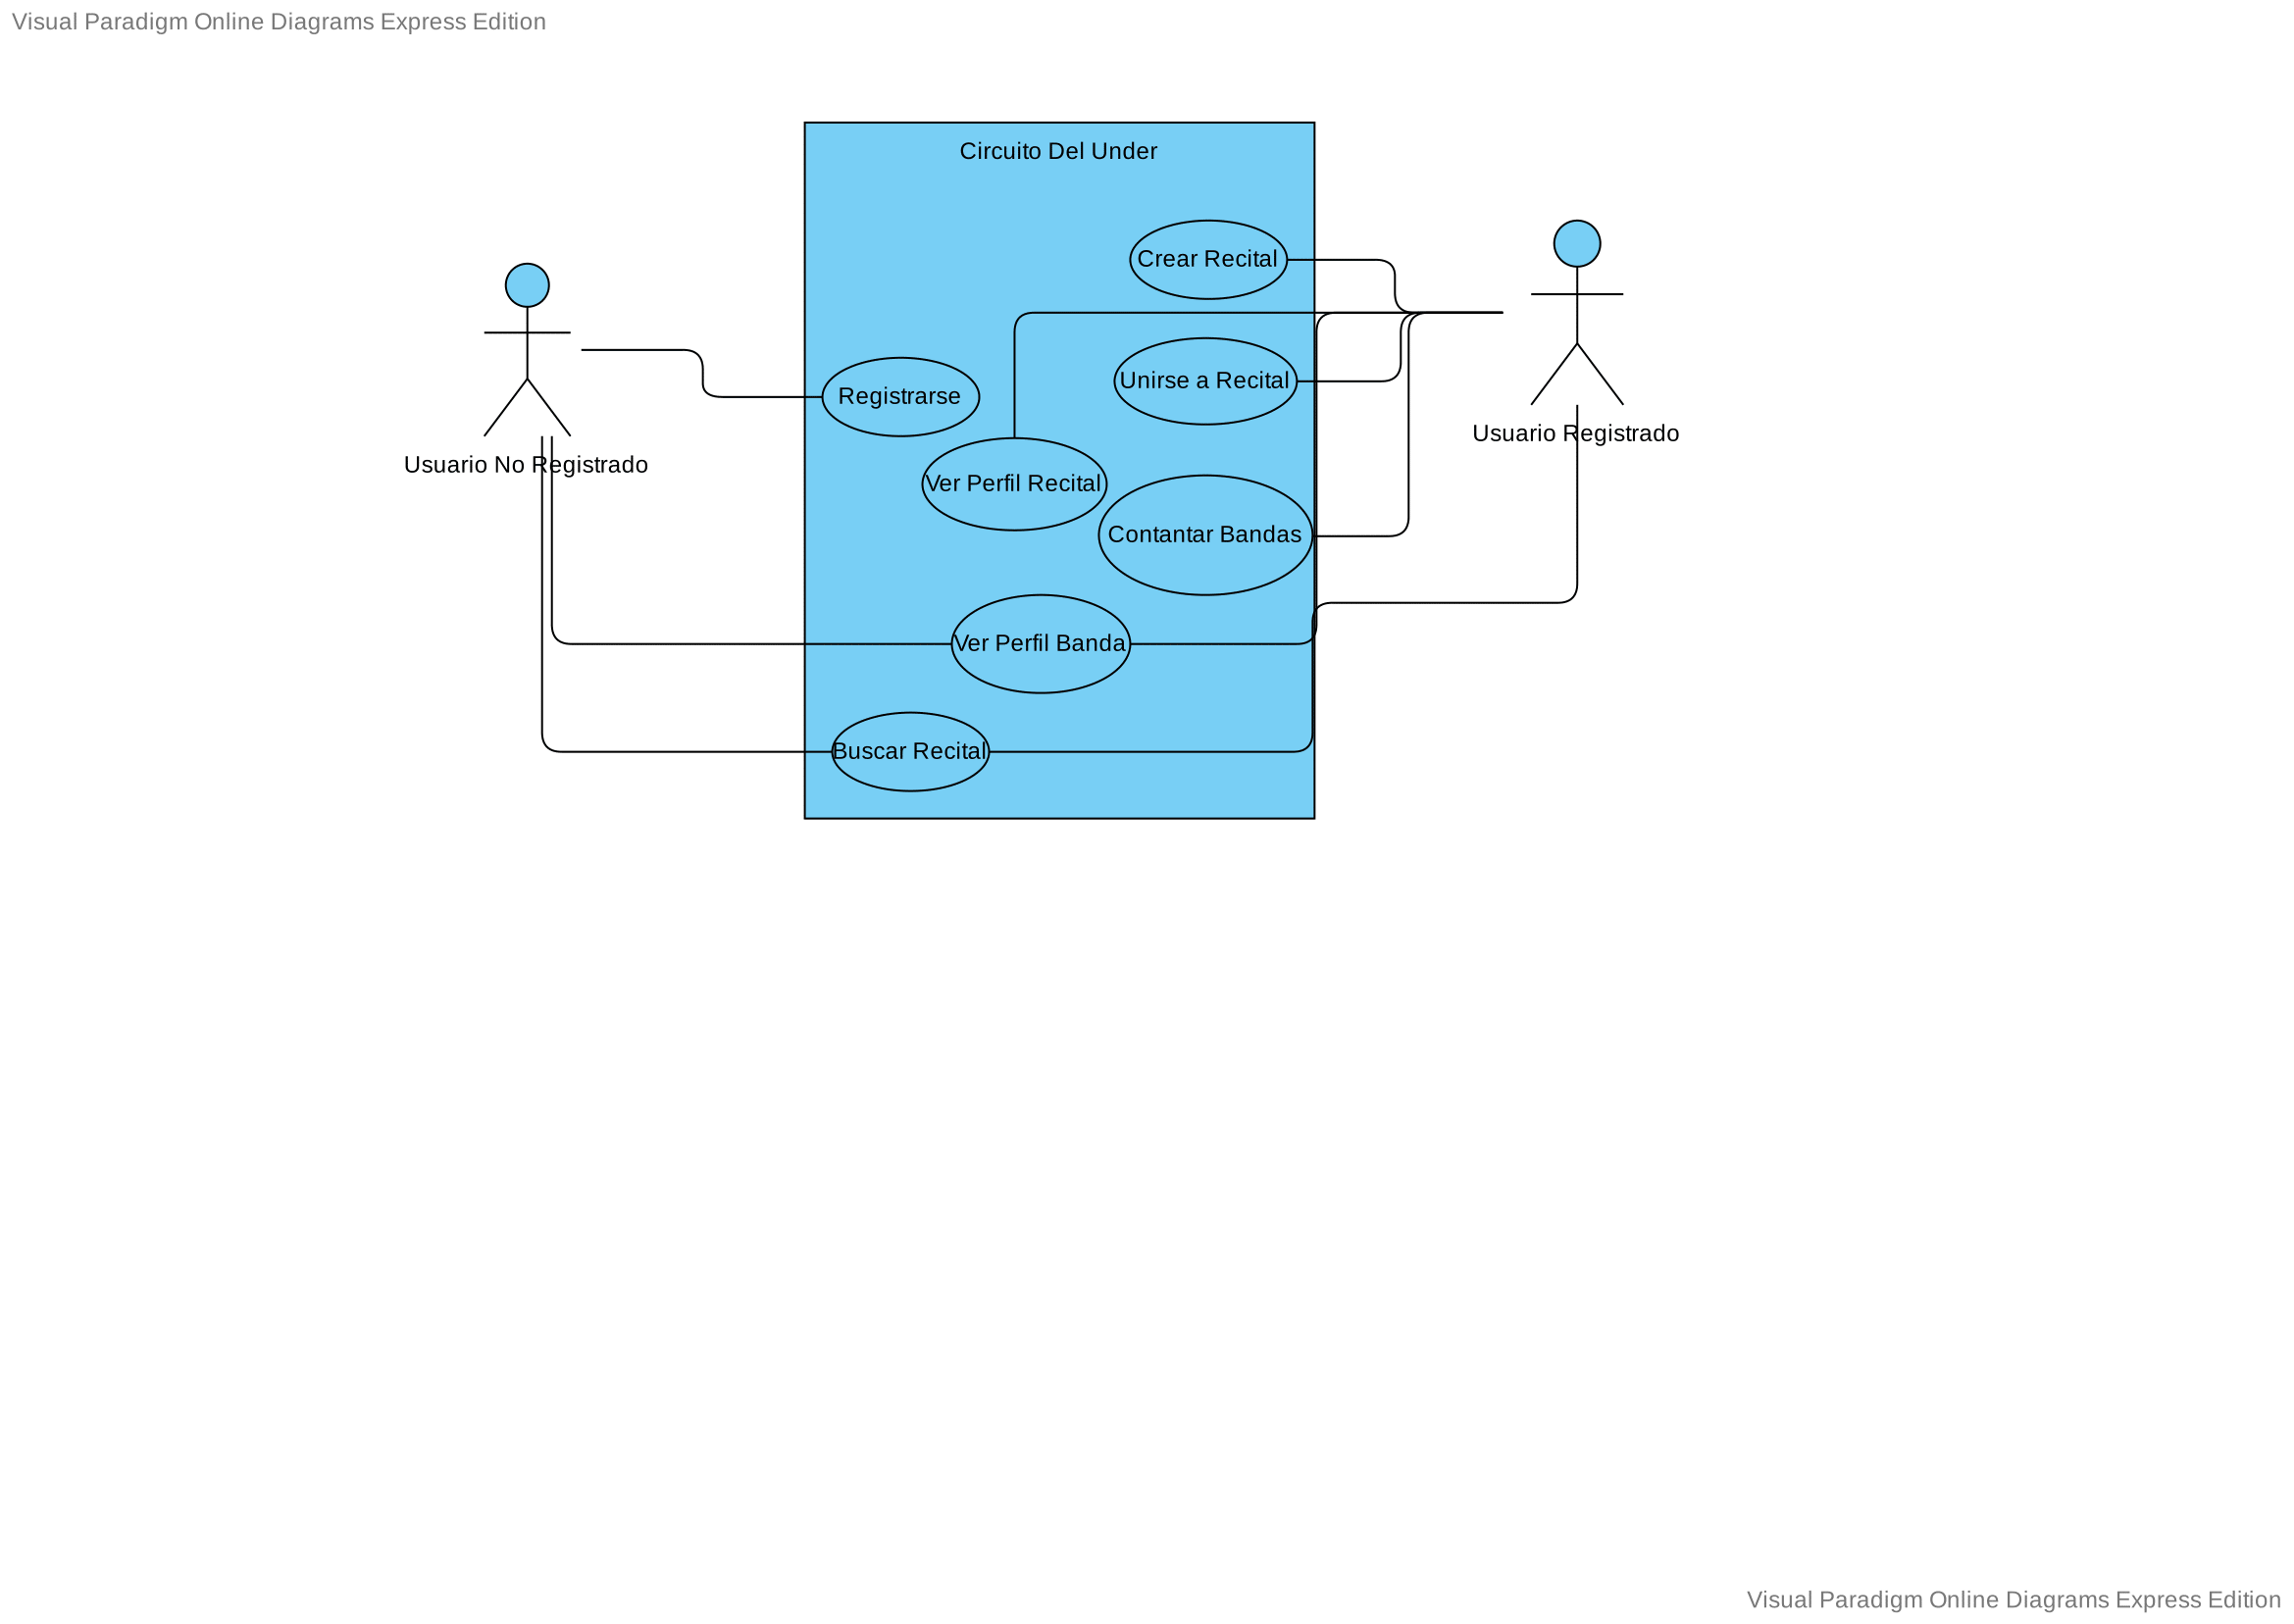 Visual Paradigm Online Diagrams Express Edition
Circuito Del Under
Crear Recital
Unirse a Recital
Registrarse
Usuario Registrado
Usuario No Registrado
Ver Perfil Recital
Contantar Bandas
Ver Perfil Banda
Buscar Recital
Visual Paradigm Online Diagrams Express Edition